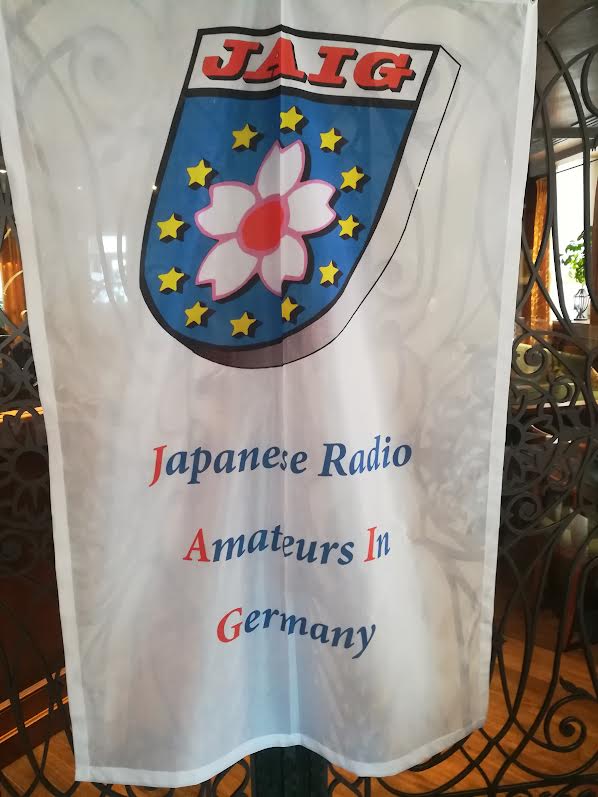 JAIG
Japanese Radio
Amateurs In
Germany